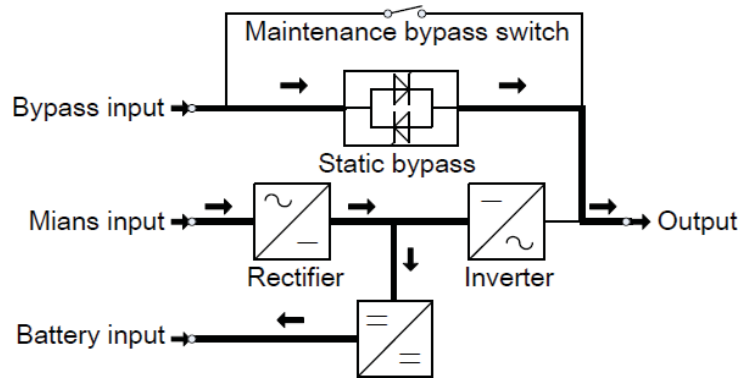 Maintenance bypass switch
Bypass input
Static bypass
Mians input
Output
Rectifier
Inverter
Battery input